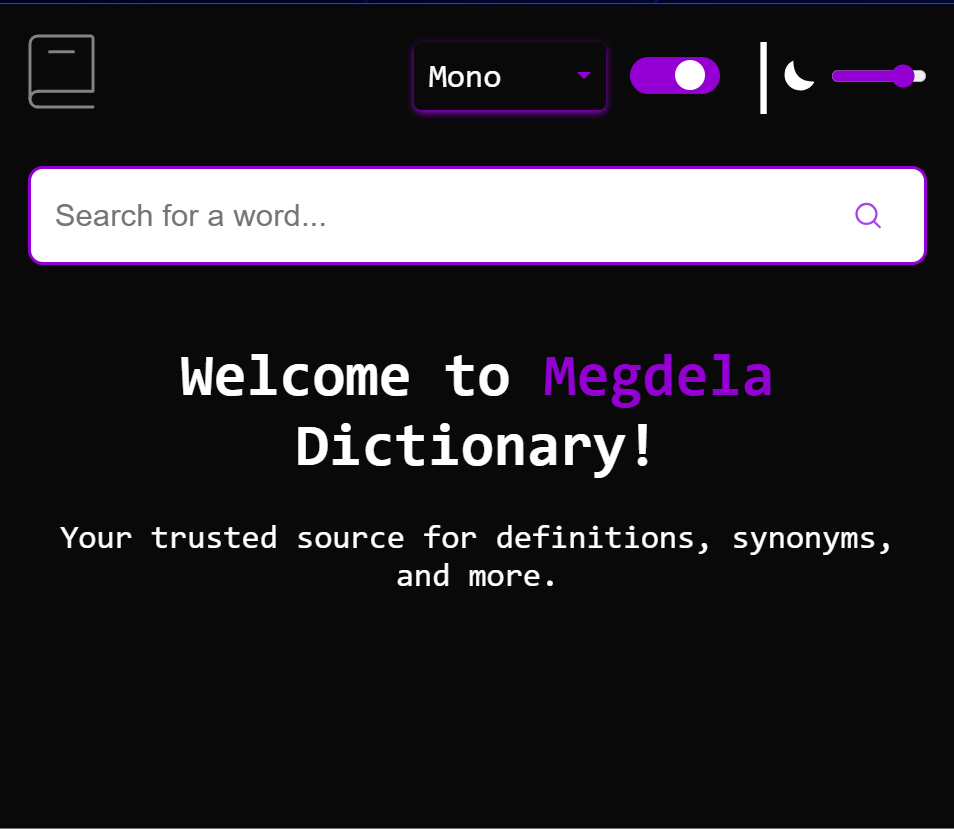 Mono
Search for a word...
Welcome to Megdela
Dictionary!
Your trusted source for definitions, synonyms,
and more.